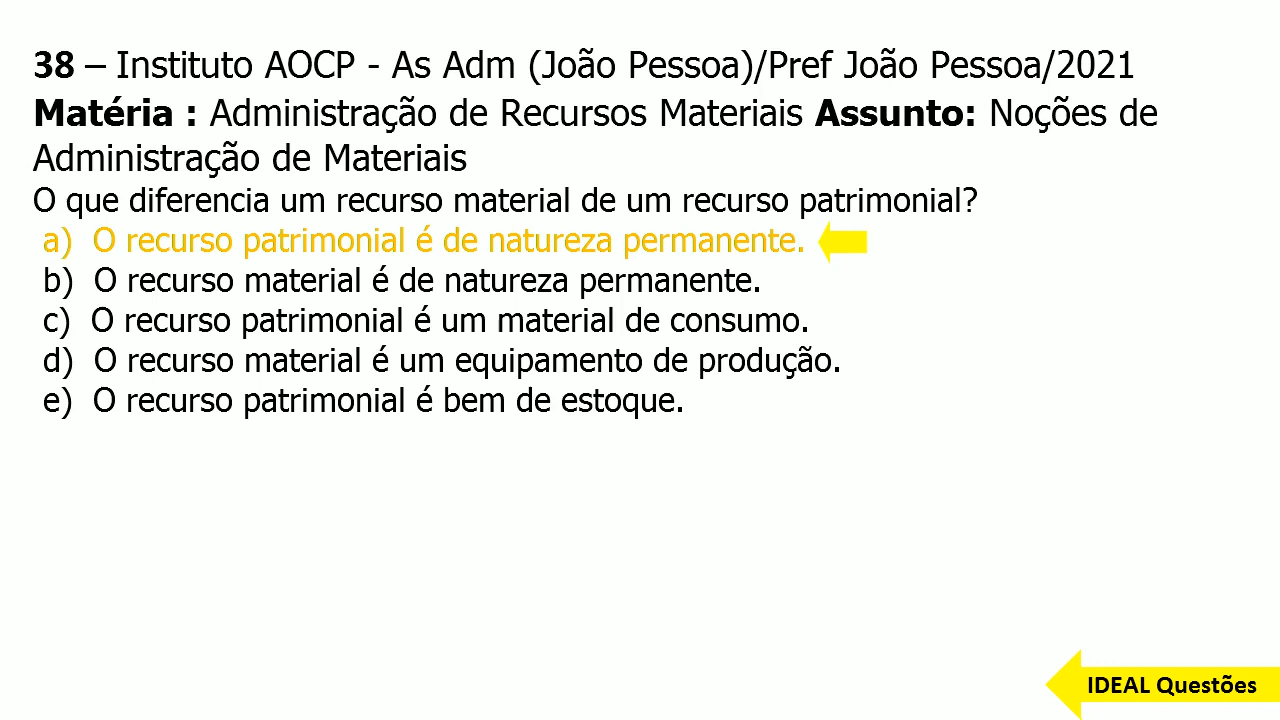 38 – Instituto AOCP - As Adm (João Pessoa)/Pref João Pessoa/2021
Matéria : Administração de Recursos Materiais Assunto: Noções de
Administração de Materiais
O que diferencia um recurso material de um recurso patrimonial?
a) O recurso patrimonial é de natureza permanente.
b) O recurso material é de natureza permanente.
c) O recurso patrimonial é um material de consumo.
d) O recurso material é um equipamento de produção.
e) O recurso patrimonial é bem de estoque.
IDEAL Questões